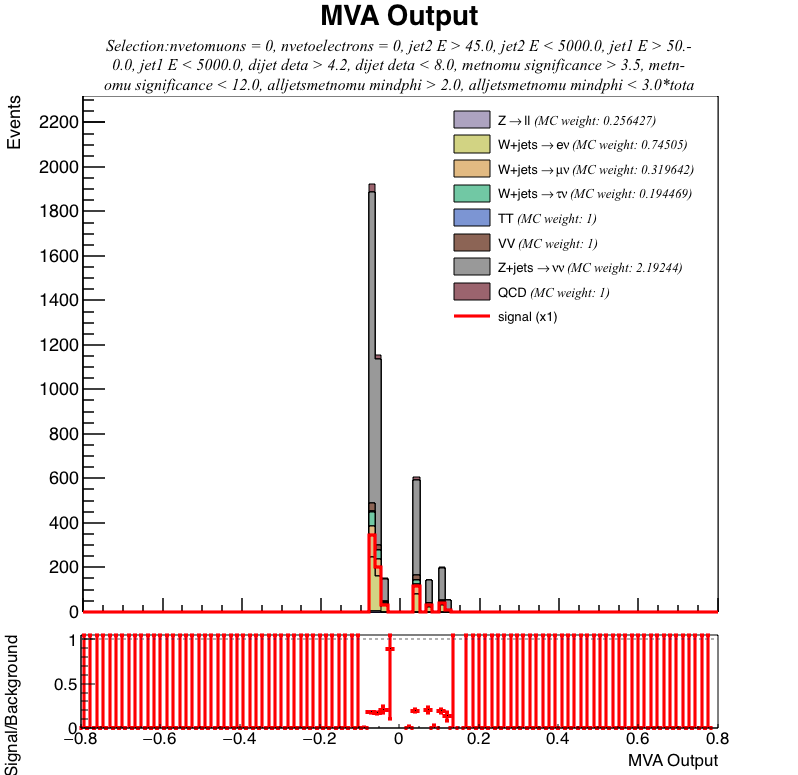 MVA Output
Selection:nvetomuons = 0, nvetoelectrons = 0, jet2 E > 45.0, jet2 E < 5000.0, jet1 E > 50.-
0.0, jet1 E < 5000.0, dijet deta > 4.2, dijet deta < 8.0, metnomu significance > 3.5, metn-
omu significance < 12.0, alljetsmetnomu mindphi > 2.0, alljetsmetnomu mindphi < 3.0*tota
Events
2200
2000
1800
1600
1400
1200
1000
800
600
400
200
0
Z→ll (MC weight: 0.256427)
W+jets→eν (MC weight: 0.74505)
W+jets→μν (MC weight: 0.319642)
W+jets→τν (MC weight: 0.194469)
TT (MC weight: 1)
VV (MC weight: 1)
Z+jets→νν (MC weight: 2.19244)
QCD (MC weight: 1)
signal (x1)
Signal/Background
1
0.5
0
−0.8 −0.6 −0.4 −0.2 0 0.2 0.4 0.6 0.8
MVA Output